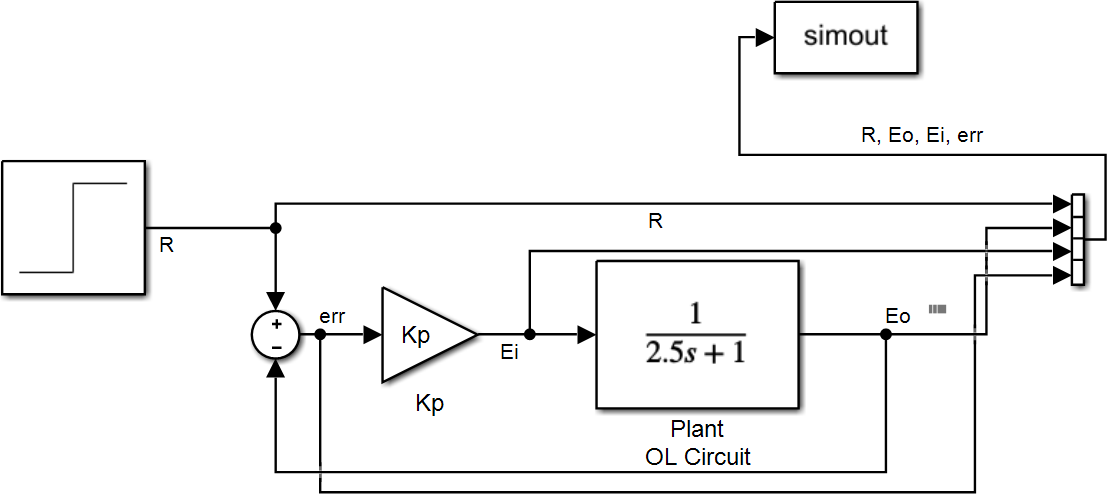 simout
R, Eo, Ei, err
R
R
+
−
err
Kp
Kp
Ei
1
2.5s + 1
Plant
OL Circuit
Eo